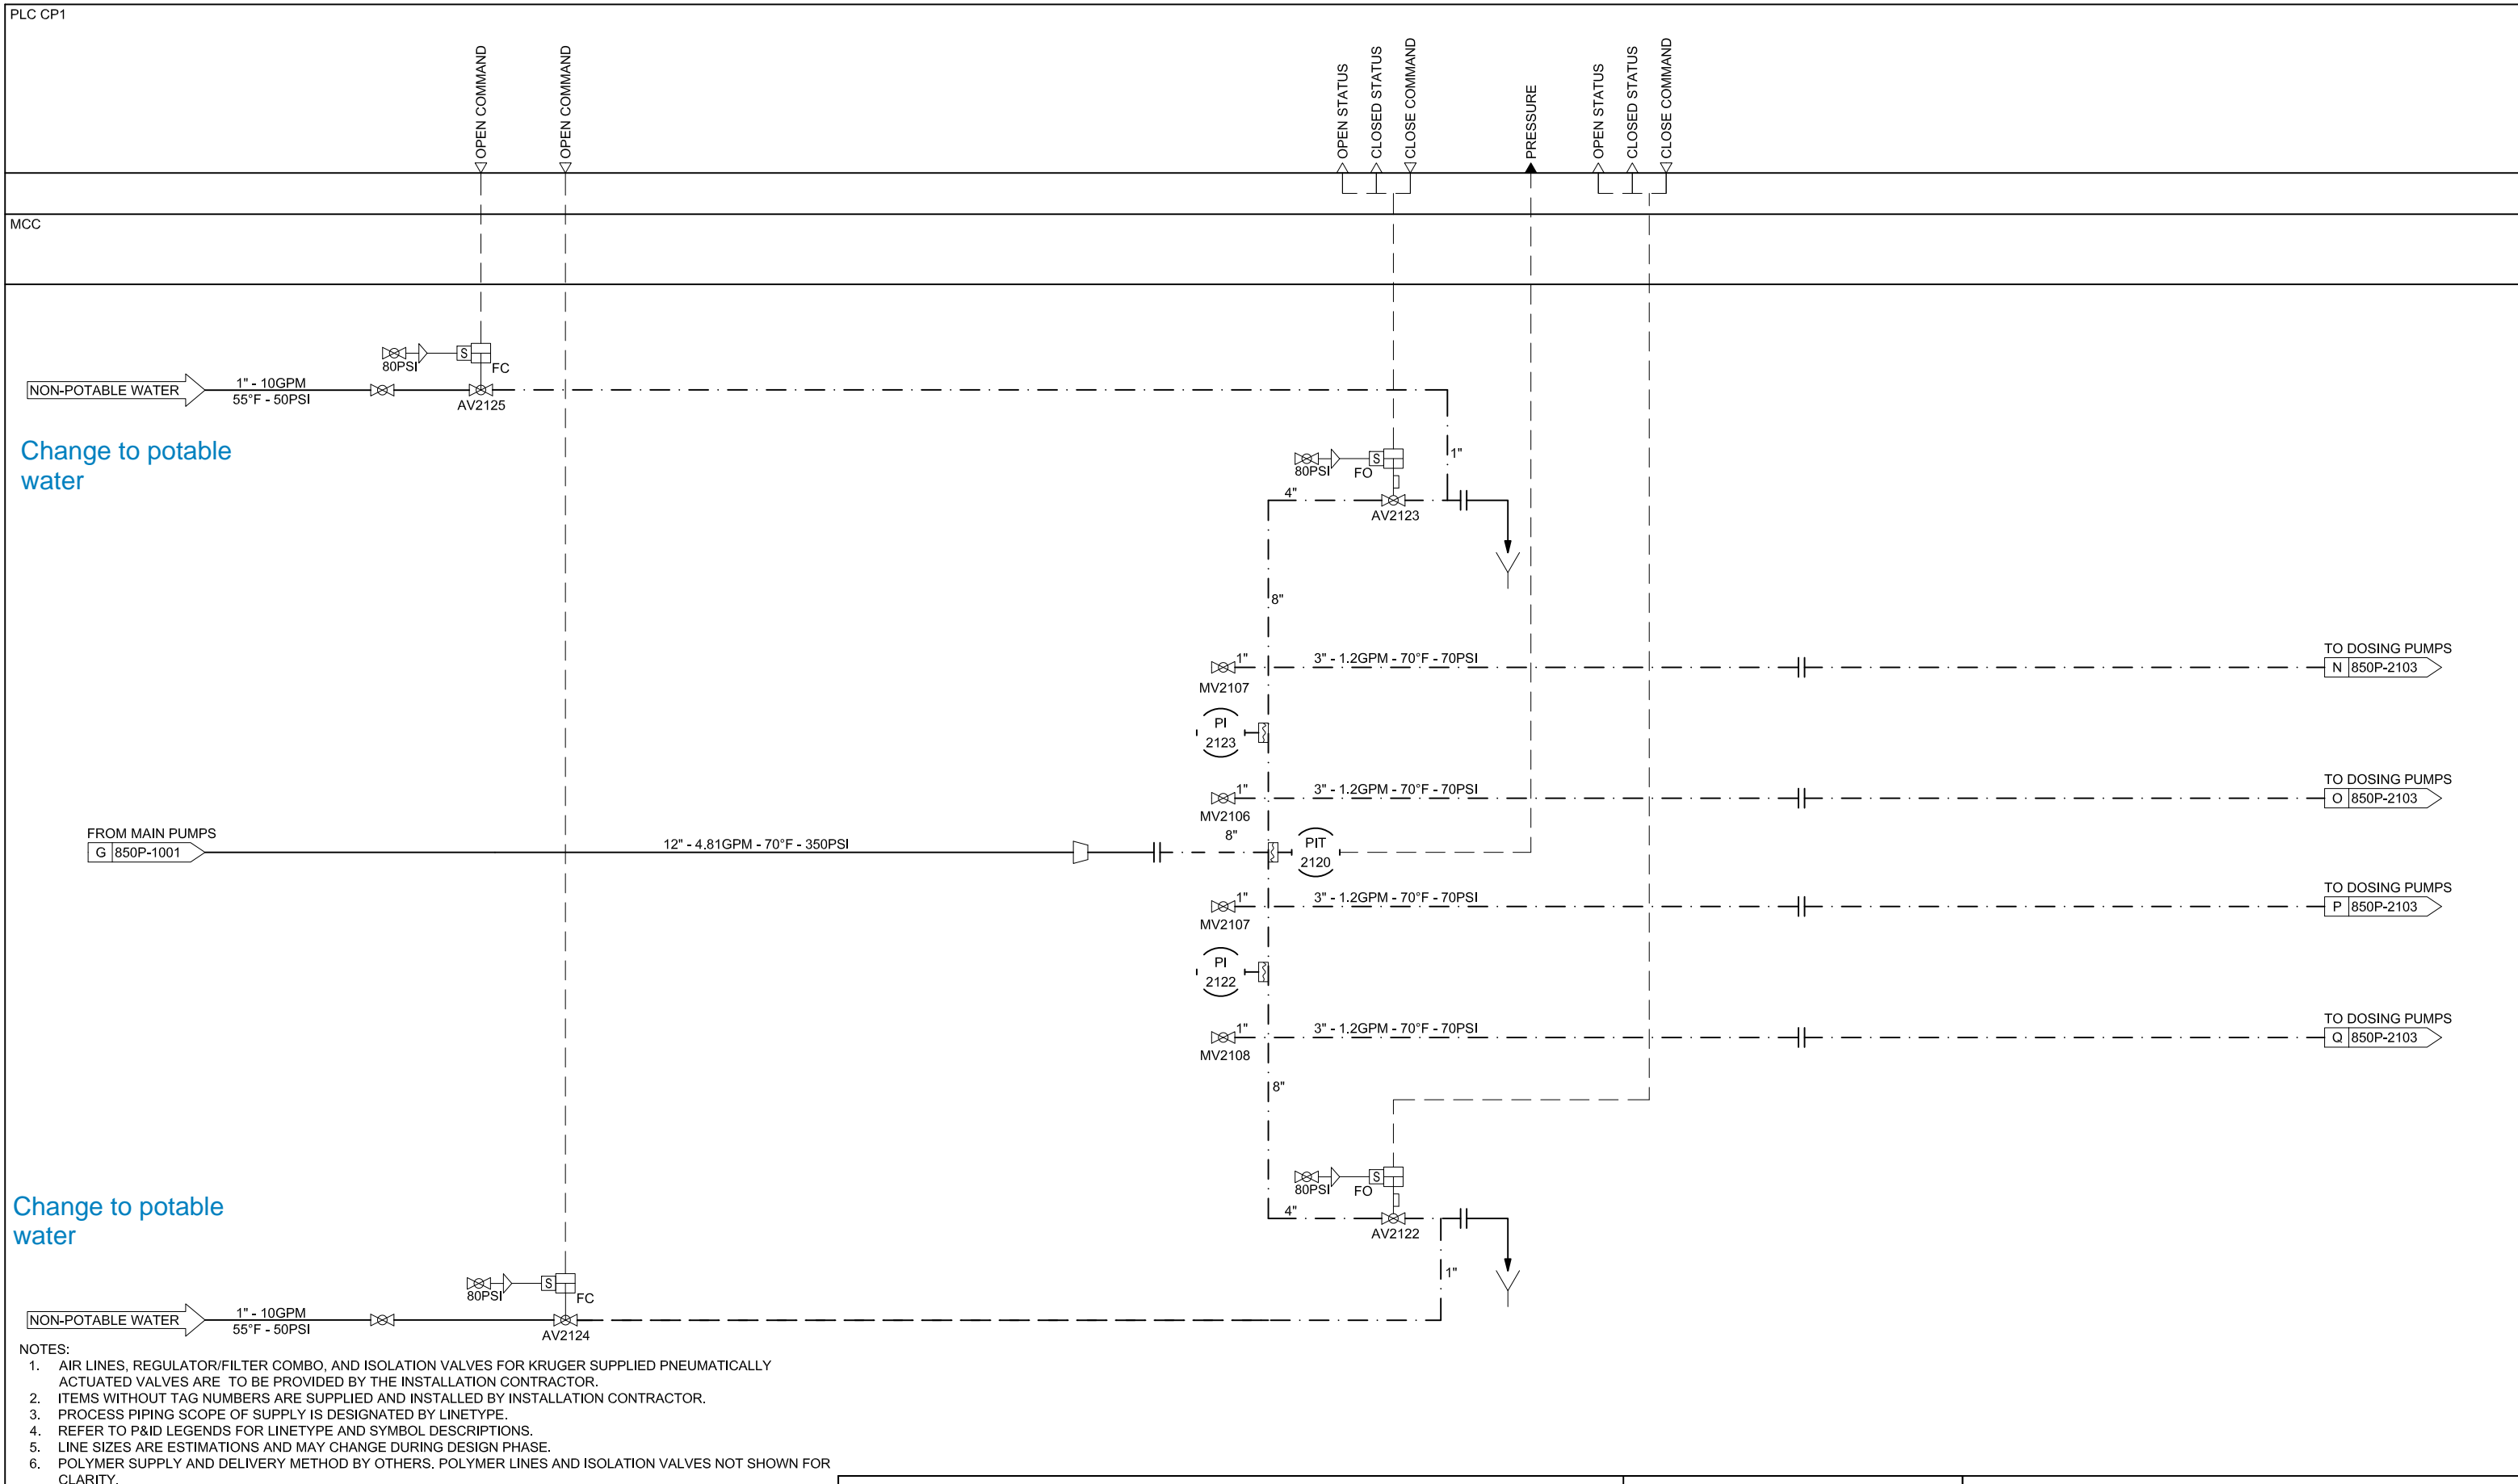 PLC CP1
OPEN COMMAND
OPEN COMMAND
OPEN STATUS
CLOSED STATUS
CLOSE COMMAND
PRESSURE
OPEN STATUS
CLOSED STATUS
CLOSE COMMAND
MCC
80PSI
S
FC
NON-POTABLE WATER
1" - 10GPM
55°F - 50PSI
AV2125
Change to potable
water
80PSI
S
FO
1"
4"
AV2123
8"
1"
3" - 1.2GPM - 70°F - 70PSI
MV2107
TO DOSING PUMPS
N 850P-2103
PI
2123
1"
3" - 1.2GPM - 70°F - 70PSI
MV2106
TO DOSING PUMPS
O 850P-2103
FROM MAIN PUMPS
G 850P-1001
12" - 4.81GPM - 70°F - 350PSI
8"
PIT
2120
1"
3" - 1.2GPM - 70°F - 70PSI
MV2107
TO DOSING PUMPS
P 850P-2103
PI
2122
1"
3" - 1.2GPM - 70°F - 70PSI
MV2108
TO DOSING PUMPS
Q 850P-2103
8"
80PSI
S
FO
4"
AV2122
1"
Change to potable
water
80PSI
S
FC
NON-POTABLE WATER
1" - 10GPM
55°F - 50PSI
AV2124
NOTES:
1. AIR LINES, REGULATOR/FILTER COMBO, AND ISOLATION VALVES FOR KRUGER SUPPLIED PNEUMATICALLY
ACTUATED VALVES ARE TO BE PROVIDED BY THE INSTALLATION CONTRACTOR.
2. ITEMS WITHOUT TAG NUMBERS ARE SUPPLIED AND INSTALLED BY INSTALLATION CONTRACTOR.
3. PROCESS PIPING SCOPE OF SUPPLY IS DESIGNATED BY LINETYPE.
4. REFER TO P&ID LEGENDS FOR LINETYPE AND SYMBOL DESCRIPTIONS.
5. LINE SIZES ARE ESTIMATIONS AND MAY CHANGE DURING DESIGN PHASE.
6. POLYMER SUPPLY AND DELIVERY METHOD BY OTHERS. POLYMER LINES AND ISOLATION VALVES NOT SHOWN FOR
CLARITY.